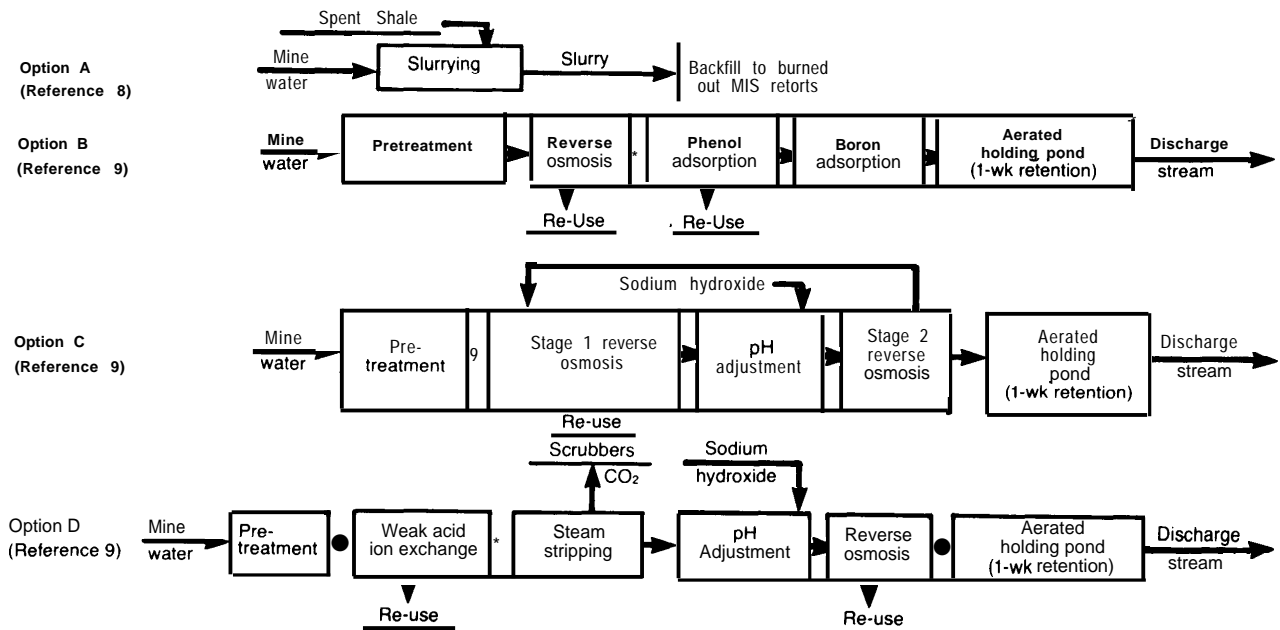 Spent Shale
Option A
(Reference 8)
Mine
water
Slurrying
Slurry
Backfill to burned
out MIS retorts
Option B
(Reference 9)
Mine
water
Pretreatment
Reverse
osmosis
*
Phenol
adsorption
Boron
adsorption
Aerated
holding pond
(1-wk retention)
Discharge
stream
Re-Use
Re-Use
Sodium hydroxide
Option C
(Reference 9)
Mine
water
Pre-
treatment
9
Stage 1 reverse
osmosis
pH
adjustment
Stage 2
reverse
osmosis
Aerated
holding
pond
(1-wk retention)
Discharge
stream
Re-use
Scrubbers
CO₂
Sodium
hydroxide
Option D
(Reference 9)
Mine
water
Pre-
treatment
Weak acid
ion exchange
*
Steam
stripping
pH
Adjustment
Reverse
osmosis
Aerated
holding pond
(1-wk retention)
Discharge
stream
Re-use
Re-use